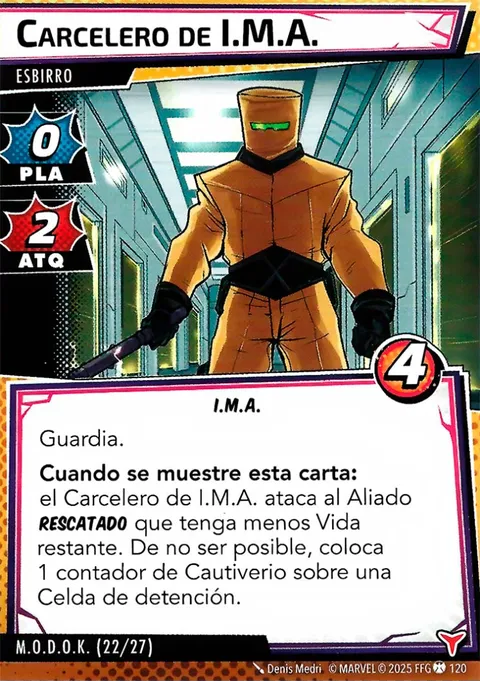 CARCELERO DE I.M.A.
ESBIRRO
0
PLA
2
ATQ
4
I.M.A.
Guardia.
Cuando se muestre esta carta:
el Carcelero de I.M.A. ataca al Aliado
RESCATADO que tenga menos Vida
restante. De no ser posible, coloca
1 contador de Cautiverio sobre una
Celda de detención.
M.O.D.O.K. (22/27)
Denis Medri © MARVEL © 2025 FFG 120